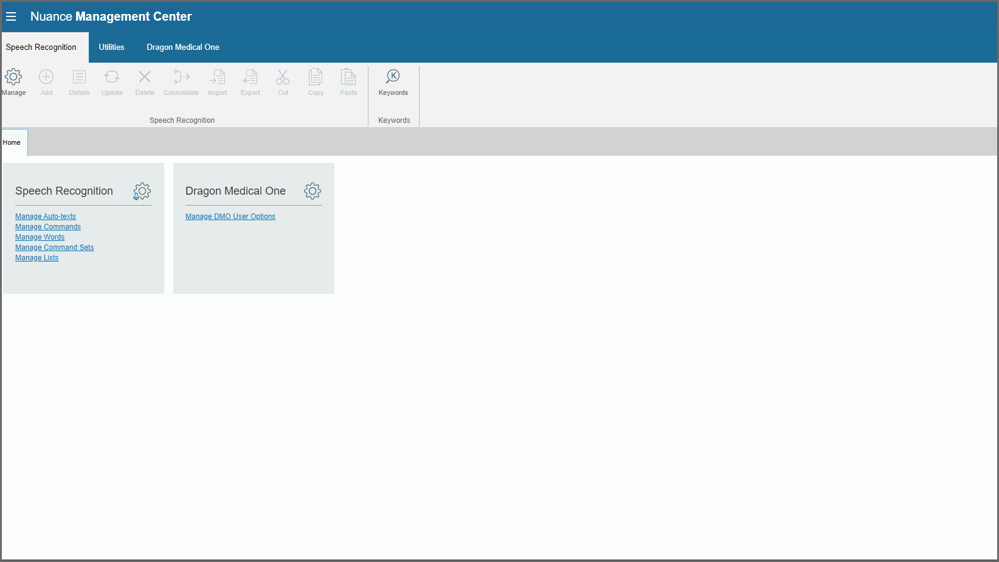 Nuance Management Center
Speech Recognition Utilities Dragon Medical One
Manage Add Details Update Delete Consolidate Import Export Cut Copy Paste Keywords
Speech Recognition Keywords
Home
Speech Recognition
Manage Auto-texts
Manage Commands
Manage Words
Manage Command Sets
Manage Lists
Dragon Medical One
Manage DMO User Options